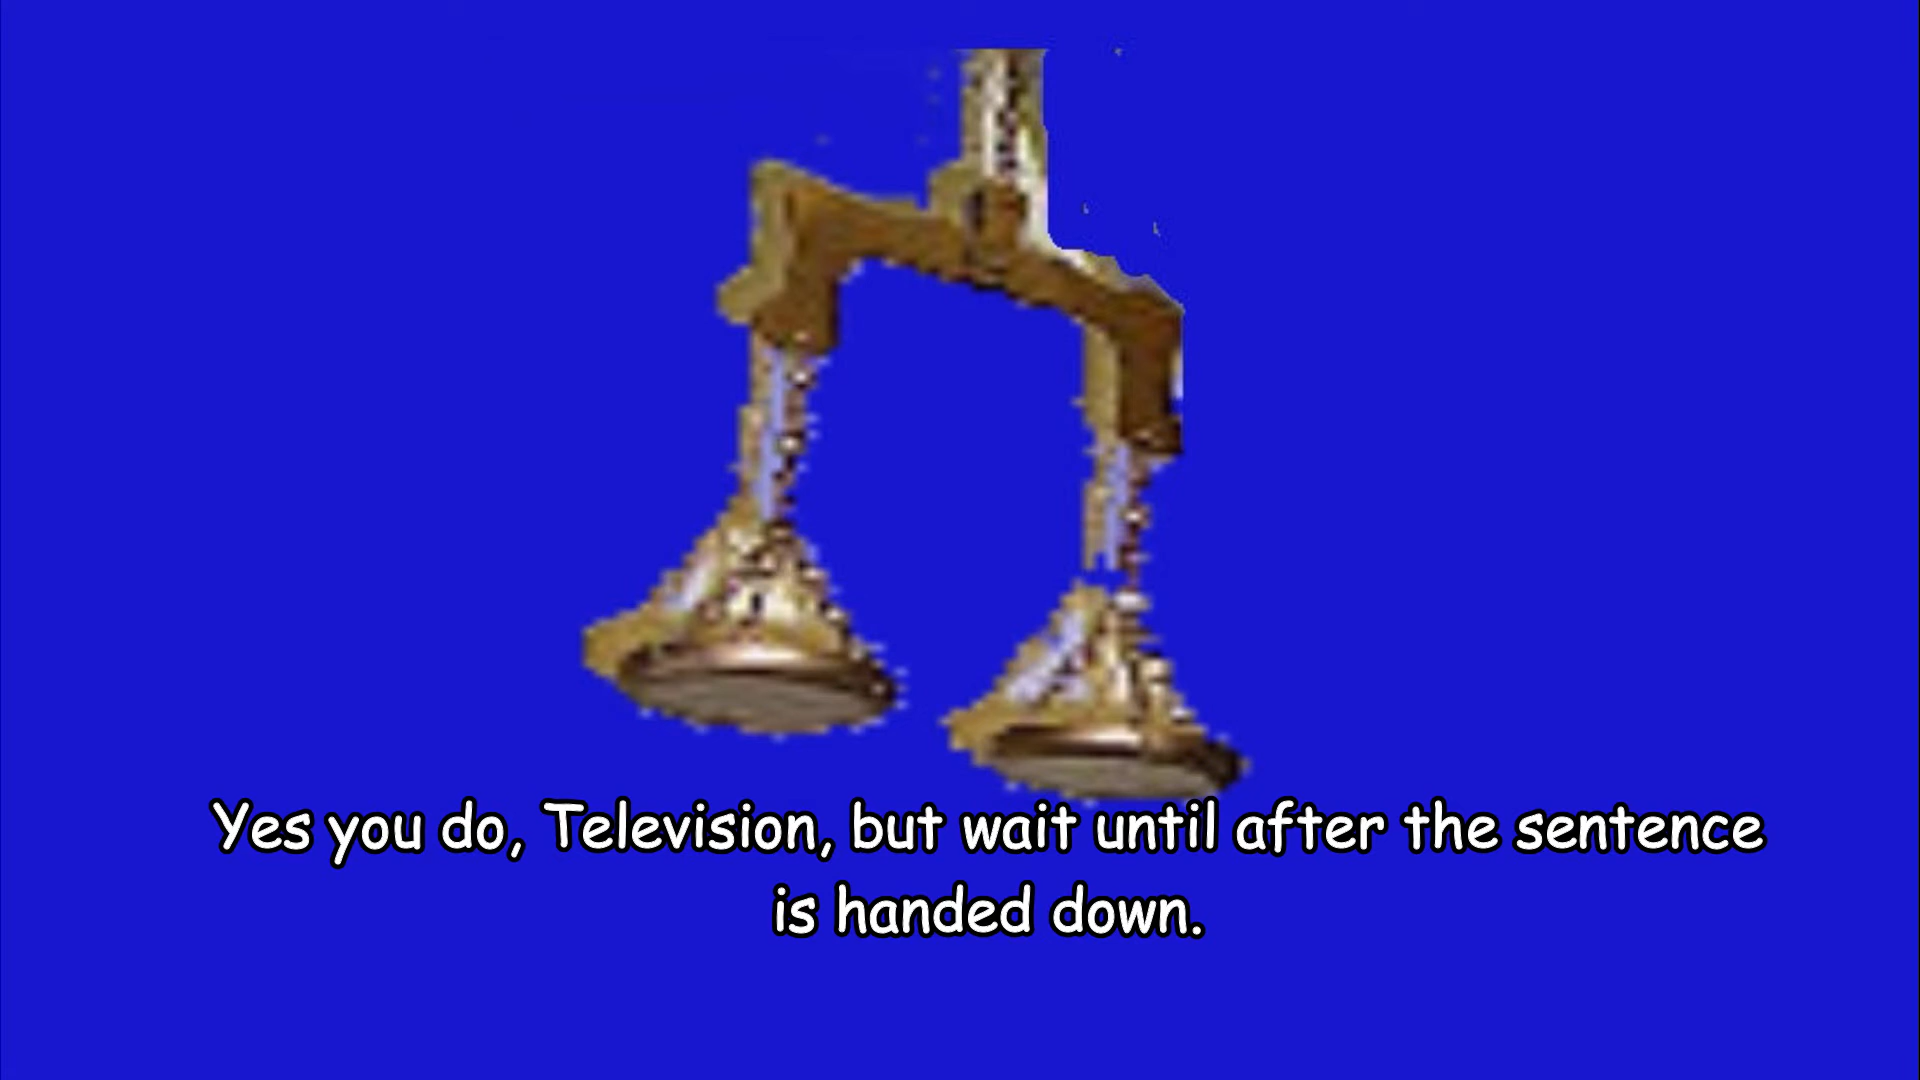 Yes you do, Television, but wait until after the sentence
is handed down.